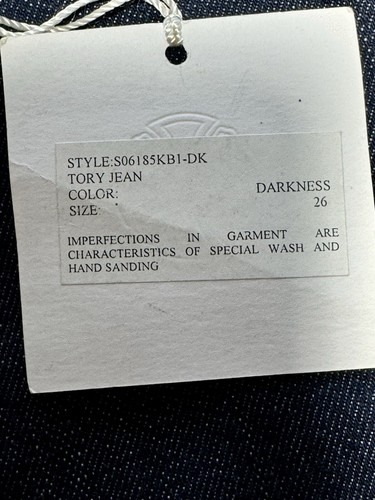 STYLE:S06185KB1-DK
TORY JEAN
COLOR: DARKNESS
SIZE: 26
IMPERFECTIONS IN GARMENT ARE
CHARACTERISTICS OF SPECIAL WASH AND
HAND SANDING